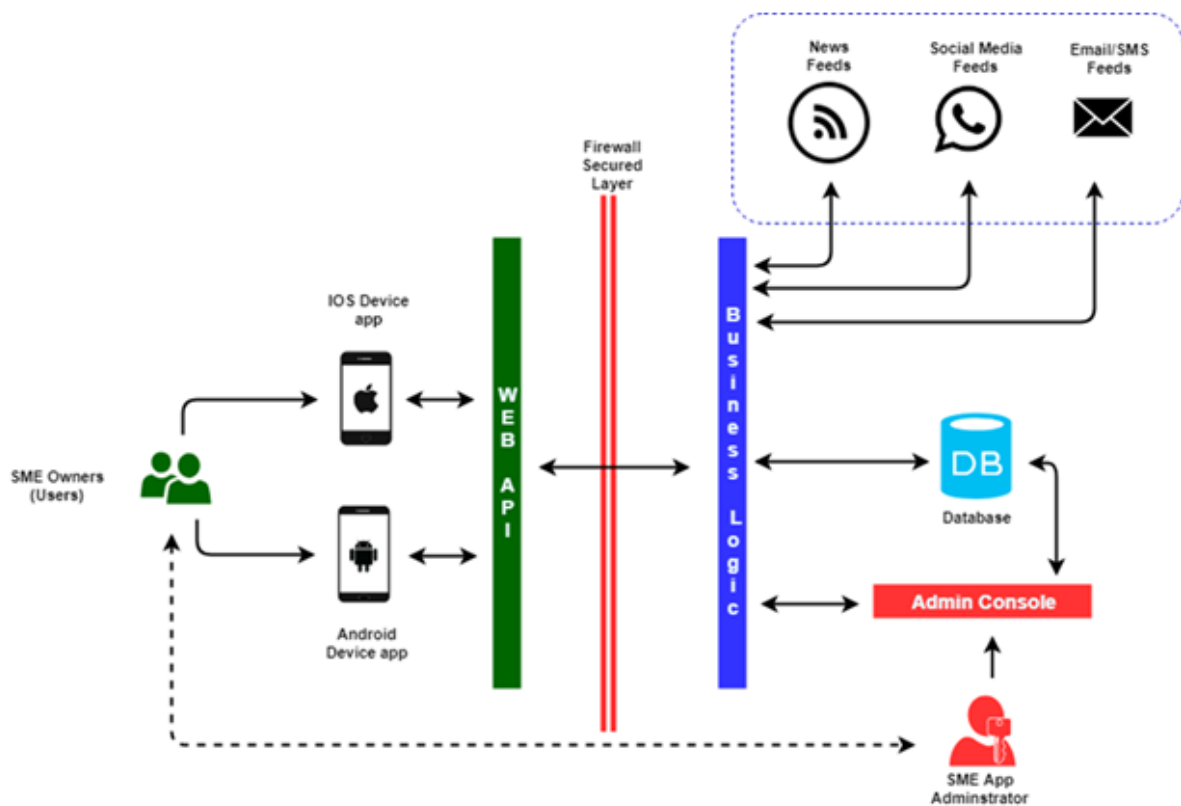 News
Feeds
Social Media
Feeds
Email/SMS
Feeds
Firewall
Secured
Layer
IOS Device
app
WEB API
Business Logic
SME Owners
(Users)
DB
Database
Android
Device app
Admin Console
SME App
Adminstrator